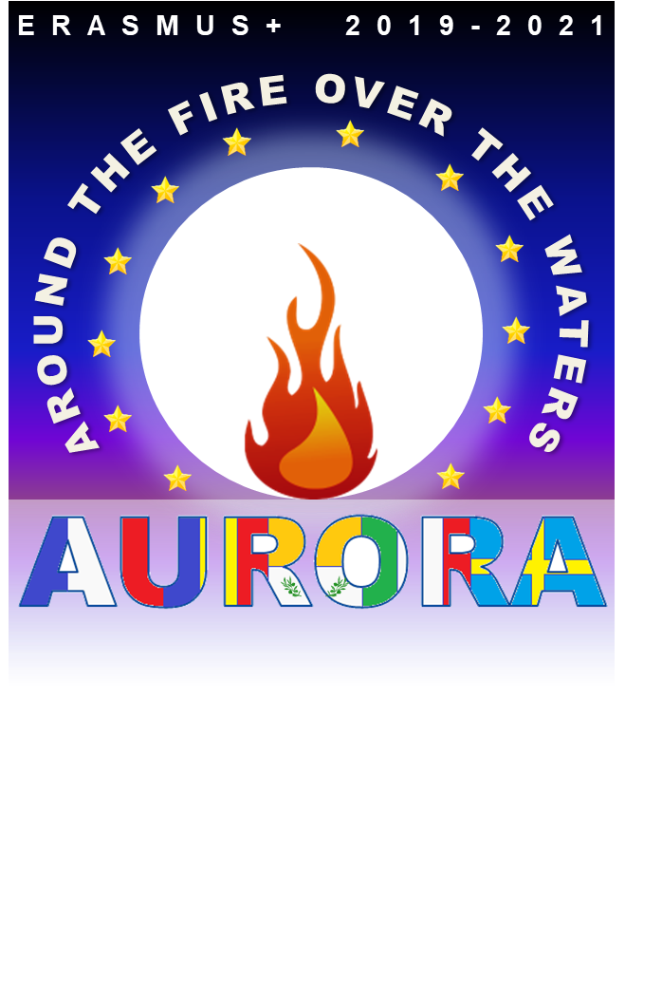 ERASMUS+ 2019-2021
AROUND THE FIRE OVER THE WATERS
AURORA